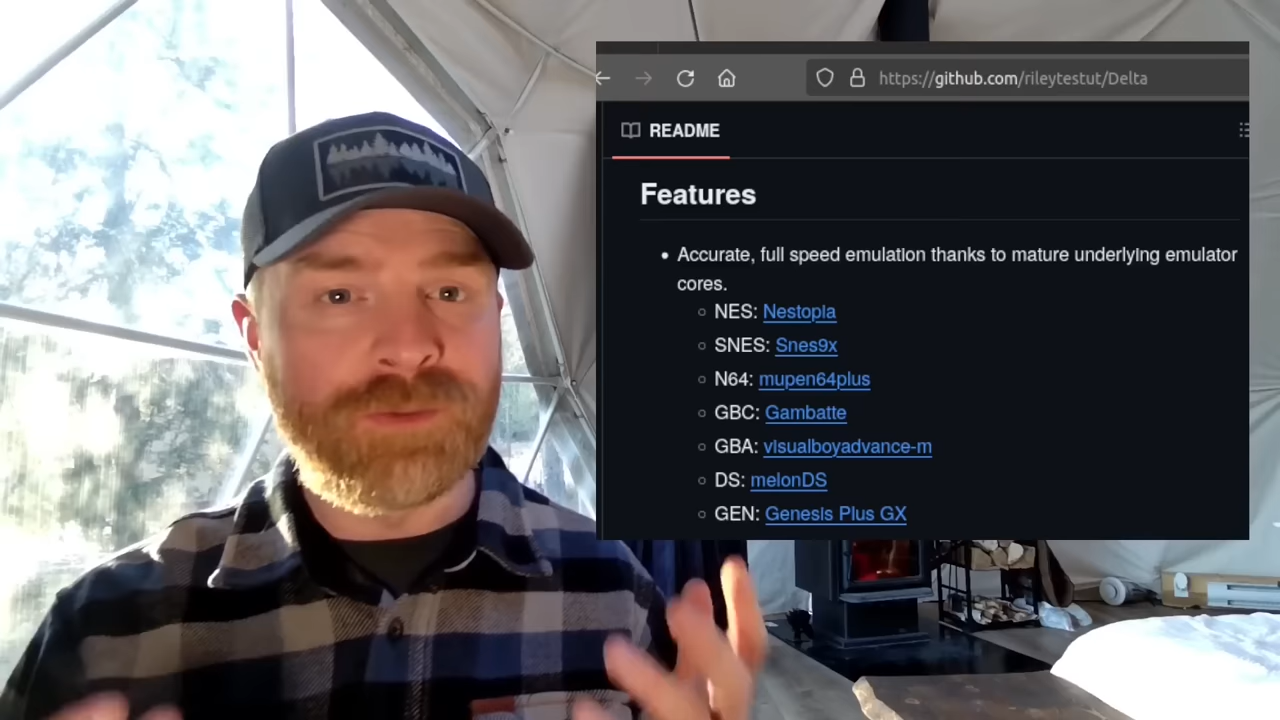 https://github.com/rileytestut/Delta
README
Features
• Accurate, full speed emulation thanks to mature underlying emulator
cores.
○ NES: Nestopia
○ SNES: Snes9x
○ N64: mupen64plus
○ GBC: Gambatte
○ GBA: visualboyadvance-m
○ DS: melonDS
○ GEN: Genesis Plus GX